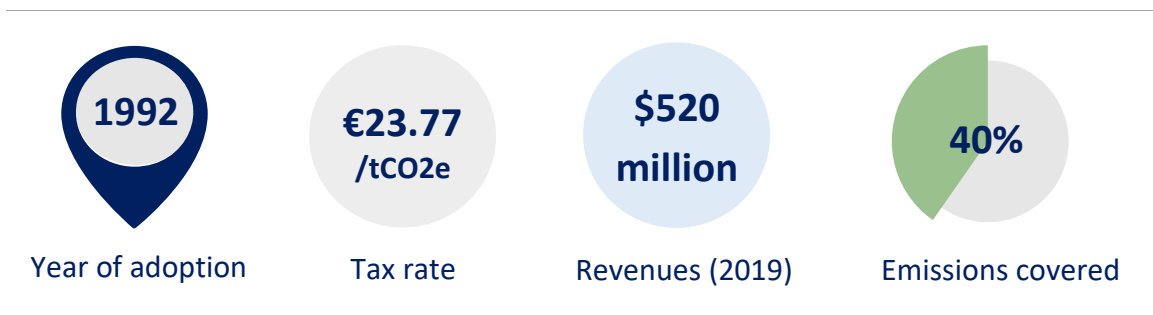 1992
€23.77
/tCO2e
$520
million
40%
Year of adoption
Tax rate
Revenues (2019)
Emissions covered